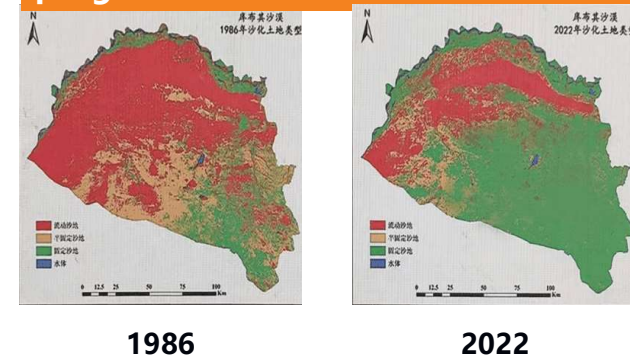 N
库布其沙漠
1986年沙化土地类型
流动沙地
半固定沙地
固定沙地
水体
0 12.5 25 50 75 100
Km
N
库布其沙漠
2022年沙化土地类型
流动沙地
半固定沙地
固定沙地
水体
0 12.5 25 50 75 100
Km
1986
2022